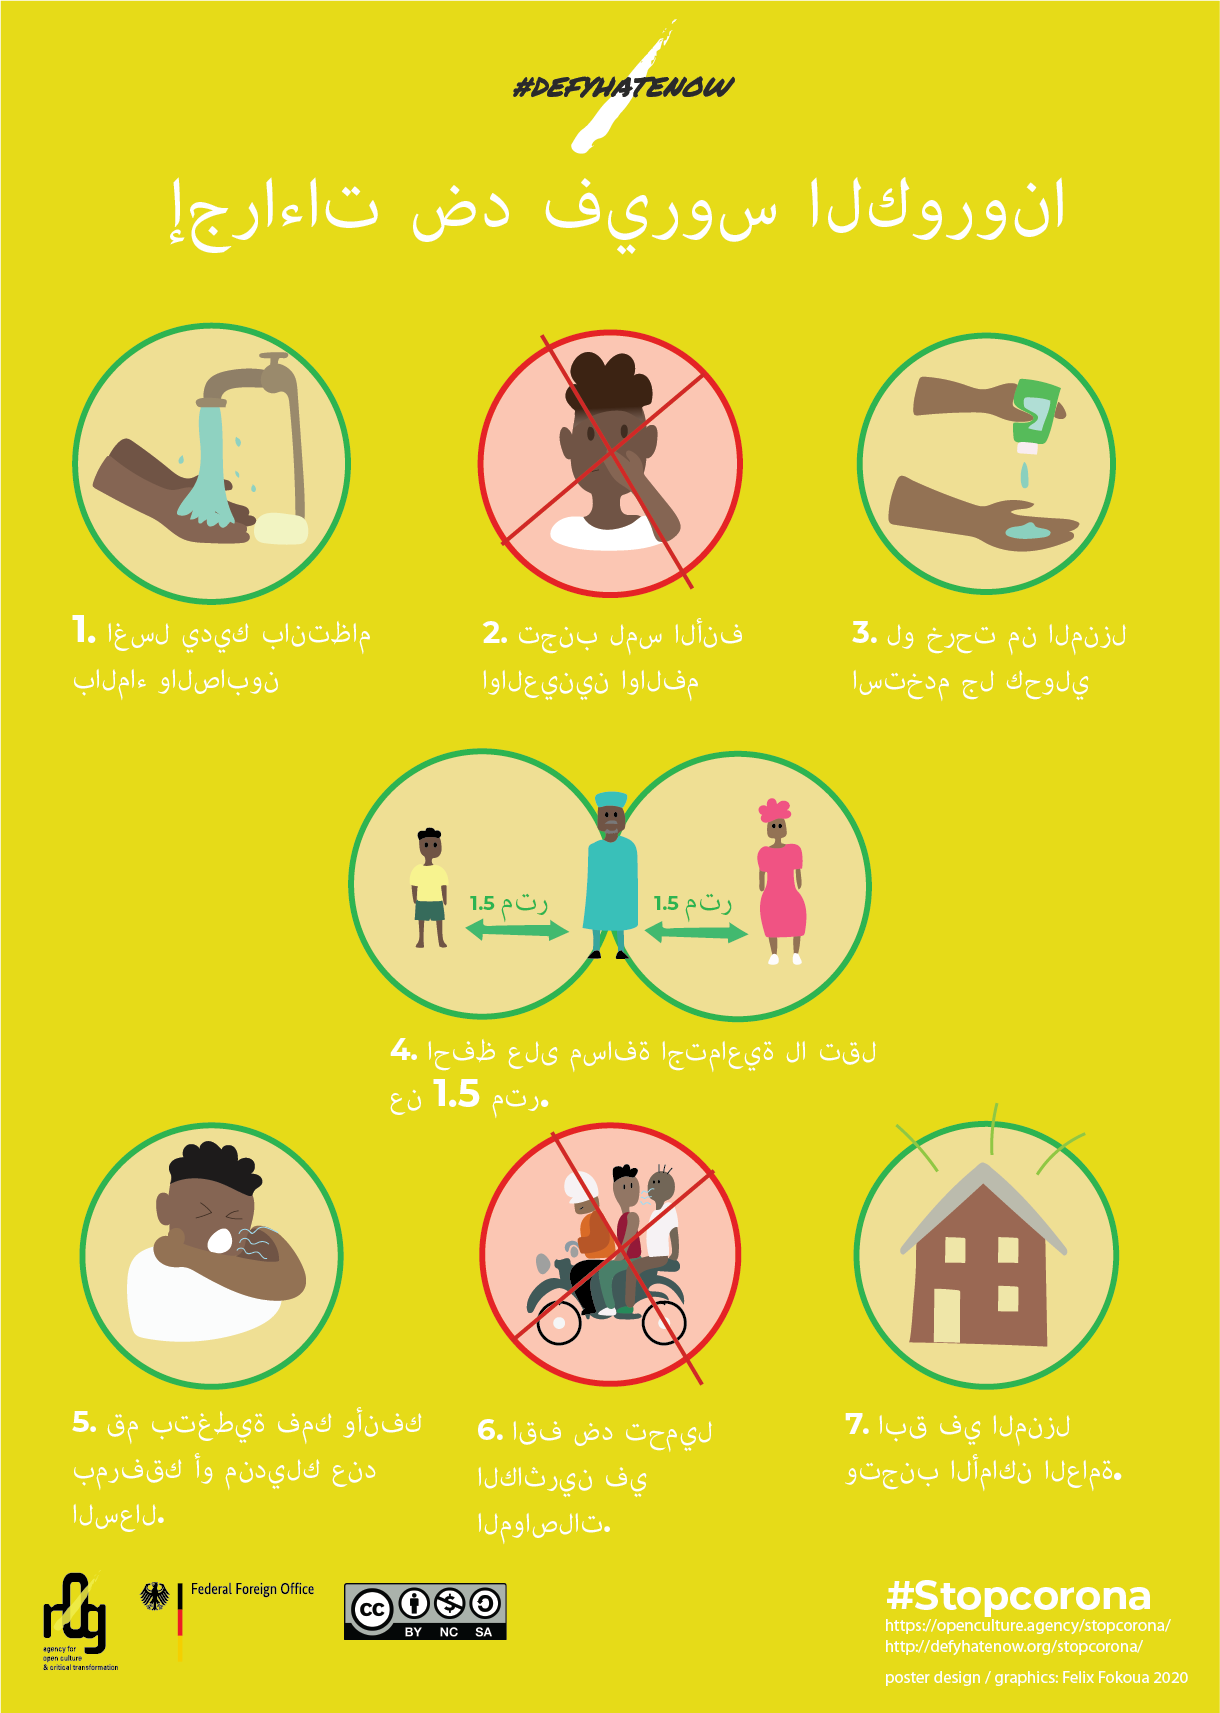 #DEFYHATENOW
إجراءات ضد فيروس الكورونا
1. اغسل يديك بانتظام
بالماء والصابون
2. تجنب لمس الأنف
اوالعينين اوالفم
3. لو خرحت من المنزل
استخدم جل كحولي
1.5 متر
1.5 متر
4. احفظ على مسافة اجتماعية لا تقل
عن 1.5 متر.
5. قم بتغطية فمك وأنفك
بمرفقك أو منديلك عند
السعال.
6. اقف ضد تحميل
الكاثرين في
المواصلات.
7. ابق في المنزل
وتجنب الأماكن العامة.
r0g
agency for
open culture
& critical transformation
Federal Foreign Office
cc
BY NC SA
#Stopcorona
https://openculture.agency/stopcorona/
http://defyhatenow.org/stopcorona/
poster design / graphics: Felix Fokoua 2020